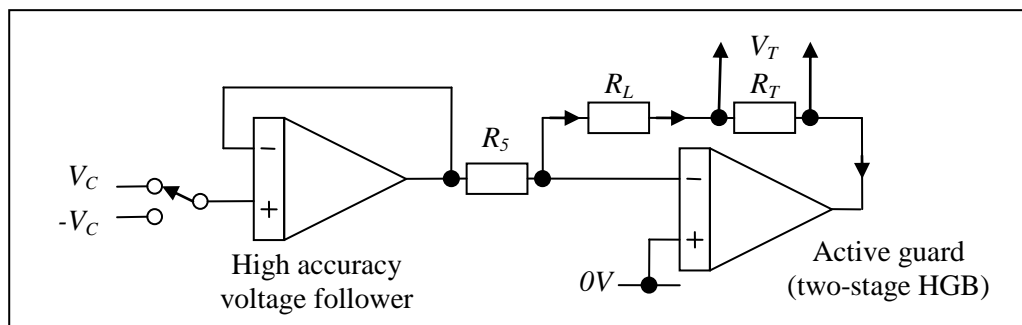 V_T
R_L
R_T
R_5
-
+
V_C
-V_C
-
+
0V
High accuracy
voltage follower
Active guard
(two-stage HGB)